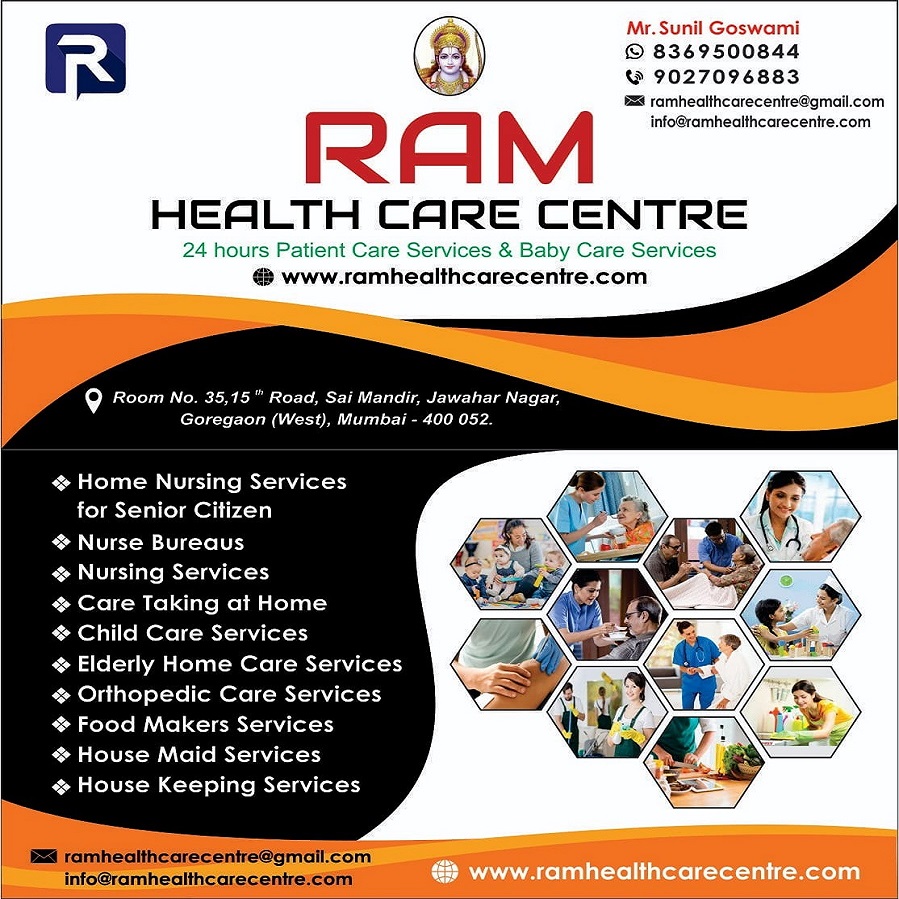 R
Mr. Sunil Goswami
8369500844
9027096883
ramhealthcarecentre@gmail.com
info@ramhealthcarecentre.com
RAM
HEALTH CARE CENTRE
24 hours Patient Care Services & Baby Care Services
www.ramhealthcarecentre.com
Room No. 35,15 th Road, Sai Mandir, Jawahar Nagar,
Goregaon (West), Mumbai - 400 052.
Home Nursing Services
for Senior Citizen
Nurse Bureaus
Nursing Services
Care Taking at Home
Child Care Services
Elderly Home Care Services
Orthopedic Care Services
Food Makers Services
House Maid Services
House Keeping Services
ramhealthcarecentre@gmail.com
info@ramhealthcarecentre.com
www.ramhealthcarecentre.com